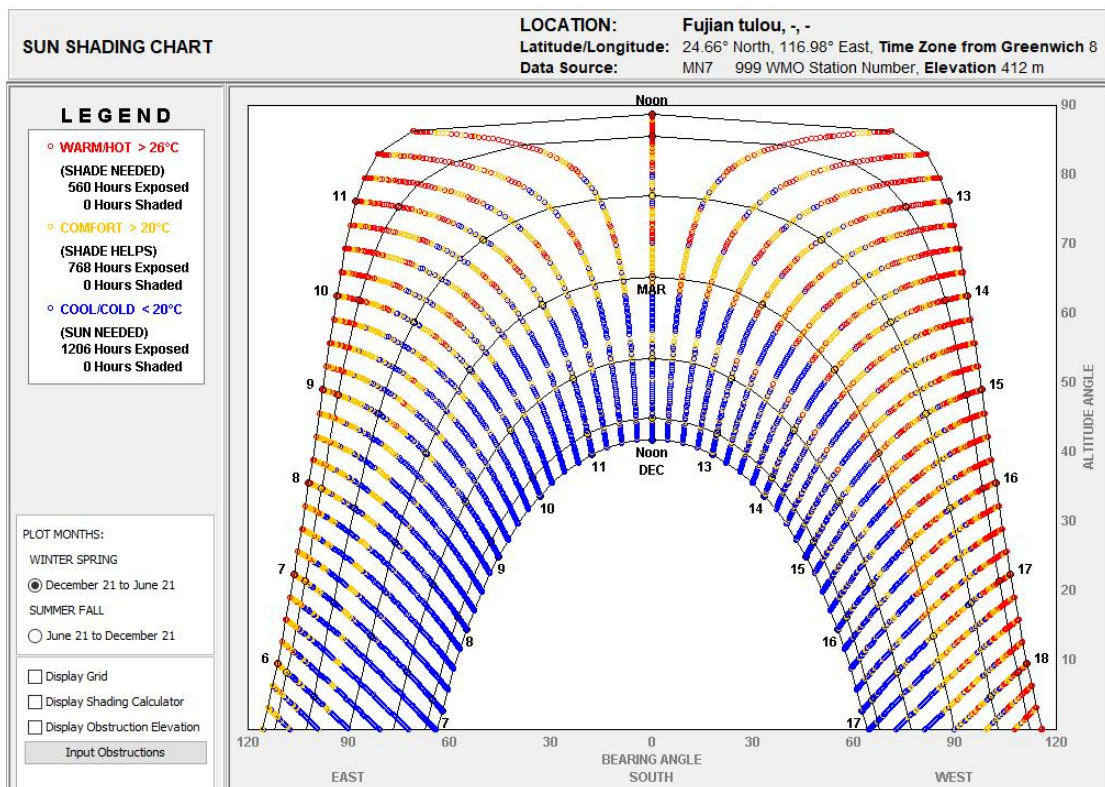 SUN SHADING CHART
LOCATION: Fujian tulou, -, -
Latitude/Longitude: 24.66° North, 116.98° East, Time Zone from Greenwich 8
Data Source: MN7 999 WMO Station Number, Elevation 412 m
LEGEND
WARM/HOT > 26°C
(SHADE NEEDED)
560 Hours Exposed
0 Hours Shaded
COMFORT > 20°C
(SHADE HELPS)
768 Hours Exposed
0 Hours Shaded
COOL/COLD < 20°C
(SUN NEEDED)
1206 Hours Exposed
0 Hours Shaded
PLOT MONTHS:
WINTER SPRING
December 21 to June 21
SUMMER FALL
June 21 to December 21
Display Grid
Display Shading Calculator
Display Obstruction Elevation
Input Obstructions
Noon
11
10
9
8
7
6
13
14
15
16
17
18
MAR
Noon
DEC
11
10
9
8
7
13
14
15
16
17
90
80
70
60
50
40
30
20
10
ALTITUDE ANGLE
120 90 60 30 0 30 60 90 120
BEARING ANGLE
EAST SOUTH WEST